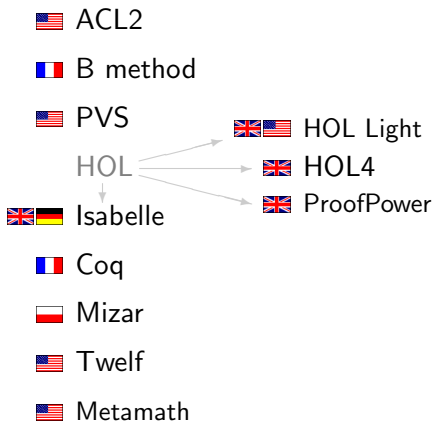 ACL2
B method
PVS
HOL Light
HOL
HOL4
ProofPower
Isabelle
Coq
Mizar
Twelf
Metamath